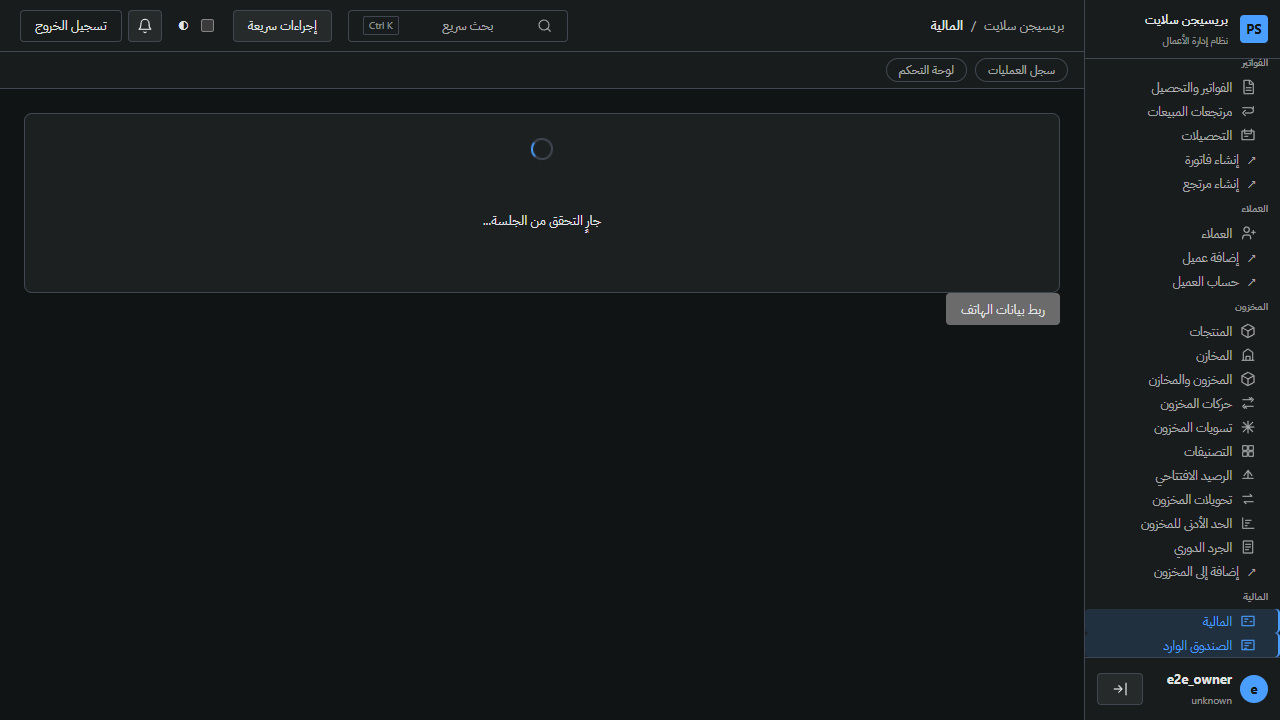 PS
بريسيجن سلايت
نظام إدارة الأعمال
بريسيجن سلايت / المالية
بحث سريع
Ctrl K
إجراءات سريعة
تسجيل الخروج
سجل العمليات
لوحة التحكم
الفواتير
الفواتير والتحصيل
مرتجعات المبيعات
التحصيلات
إنشاء فاتورة
إنشاء مرتجع
العملاء
العملاء
إضافة عميل
حساب العميل
المخزون
المنتجات
المخازن
المخزون والمخازن
حركات المخزون
تسويات المخزون
التصنيفات
الرصيد الافتتاحي
تحويلات المخزون
الحد الأدنى للمخزون
الجرد الدوري
إضافة إلى المخزون
المالية
المالية
الصندوق الوارد
e
e2e_owner
unknown
جارٍ التحقق من الجلسة...
ربط بيانات الهاتف